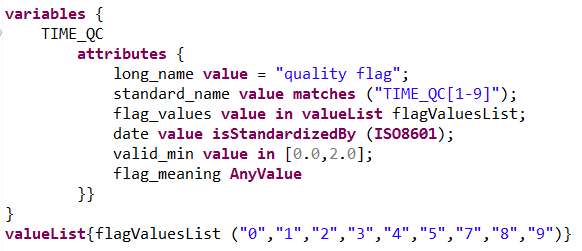 variables {
    TIME_QC
        attributes {
            long_name value = "quality flag";
            standard_name value matches ("TIME_QC[1-9]");
            flag_values value in valueList flagValuesList;
            date value isStandardizedBy (ISO8601);
            valid_min value in [0.0,2.0];
            flag_meaning AnyValue
        }}
}
valueList{flagValuesList ("0","1","2","3","4","5","7","8","9")}